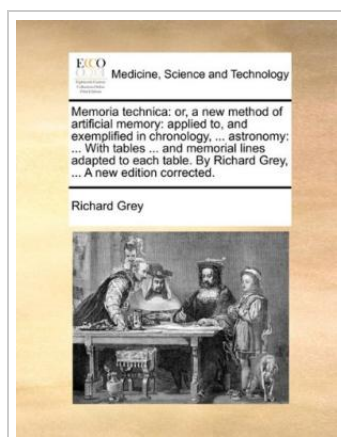 ECCO
Medicine, Science and Technology
Memoria technica: or, a new method of
artificial memory: applied to, and
exemplified in chronology, ... astronomy:
... With tables ... and memorial lines
adapted to each table. By Richard Grey,
... A new edition corrected.
Richard Grey